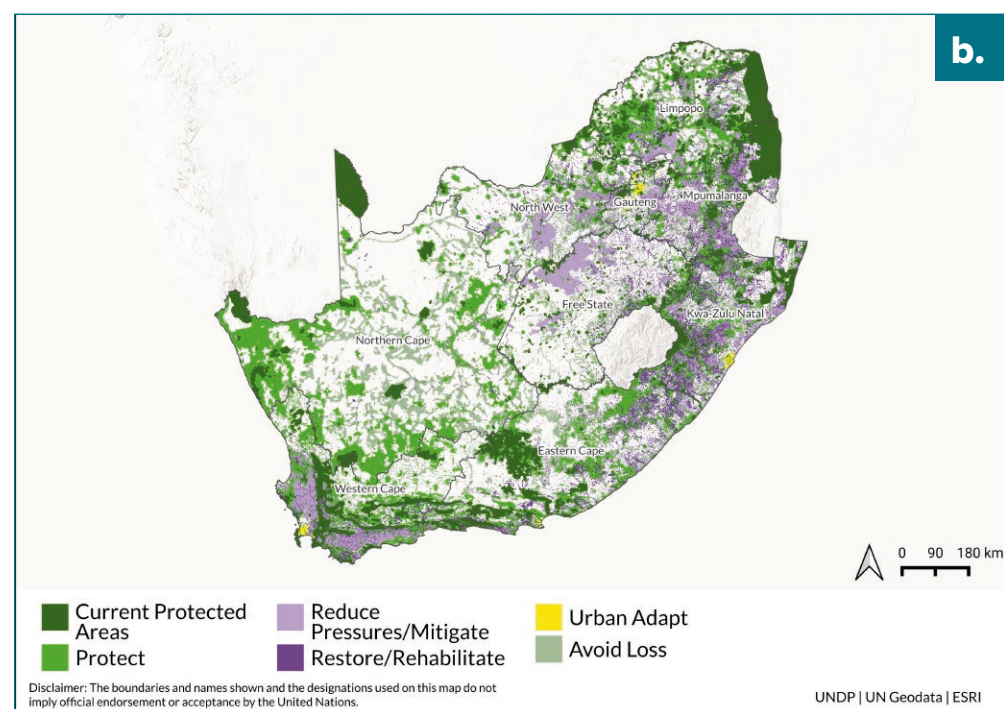 b.
Limpopo
Mpumalanga
Gauteng
North West
Free State
Kwa-Zulu Natal
Northern Cape
Eastern Cape
Western Cape
0 90 180 km
Current Protected
Areas
Protect
Reduce
Pressures/Mitigate
Restore/Rehabilitate
Urban Adapt
Avoid Loss
Disclaimer: The boundaries and names shown and the designations used on this map do not
imply official endorsement or acceptance by the United Nations.
UNDP | UN Geodata | ESRI